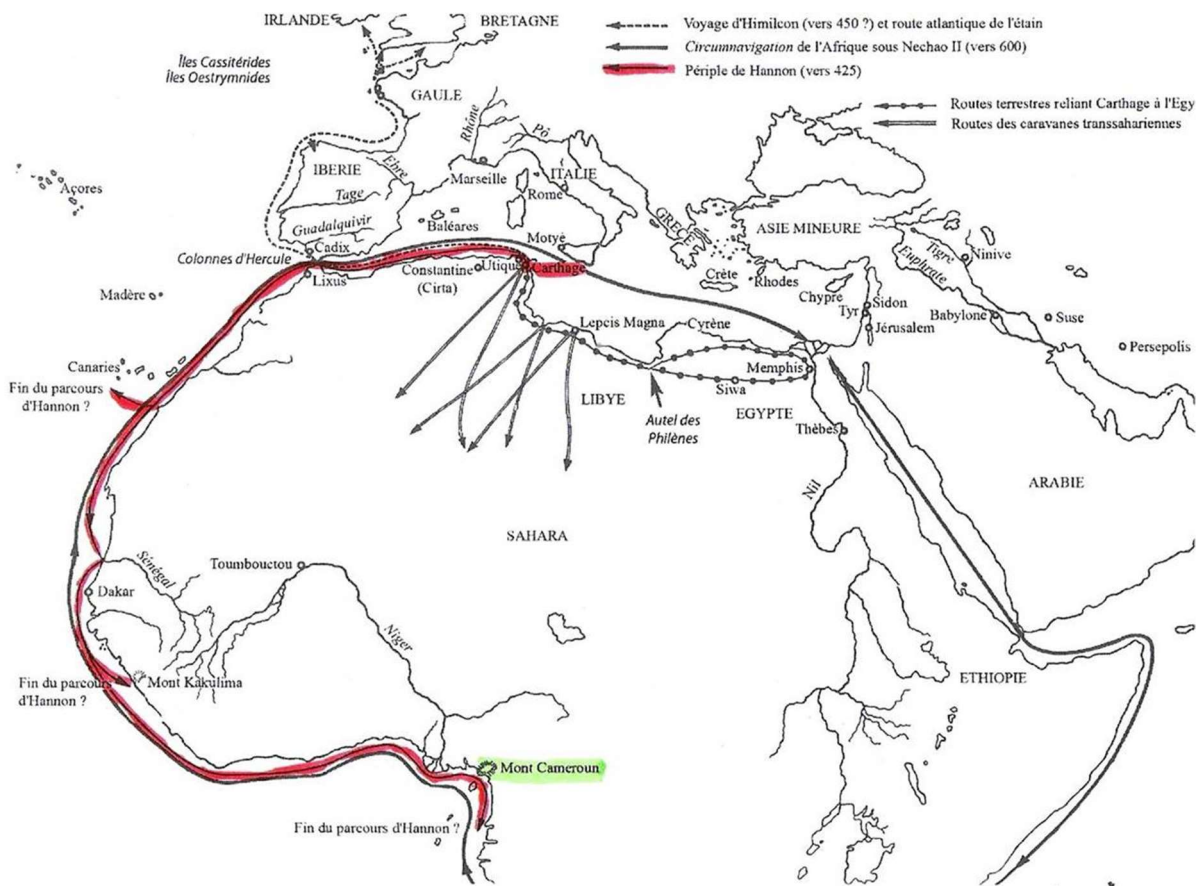 IRLANDE
BRETAGNE
Voyage d'Himilcon (vers 450 ?) et route atlantique de l'étain
Circumnavigation de l'Afrique sous Nechao II (vers 600)
Périple de Hannon (vers 425)
Routes terrestres reliant Carthage à l'Egy
Routes des caravanes transsahariennes
Îles Cassitérides
Îles Oestrymnides
GAULE
Rhône
Pô
IBERIE
Ebre
Marseille
ITALIE
Açores
Tage
Rome
Guadalquivir
Baléares
GRECE
ASIE MINEURE
Cadix
Motyè
Tigre
Ninive
Colonnes d'Hercule
Euphrate
Lixus
Constantine
(Cirta)
Utique
Carthage
Crète
Rhodes
Chypre
Sidon
Tyr
Jérusalem
Babylone
Suse
Madère
Lepcis Magna
Cyrène
Persepolis
Canaries
Memphis
Siwa
Fin du parcours
d'Hannon ?
LIBYE
EGYPTE
Autel des
Philènes
Thèbes
Nil
ARABIE
SAHARA
Sénégal
Toumbouctou
Dakar
Niger
Mont Kakulima
Fin du parcours
d'Hannon ?
ETHIOPIE
Mont Cameroun
Fin du parcours d'Hannon ?